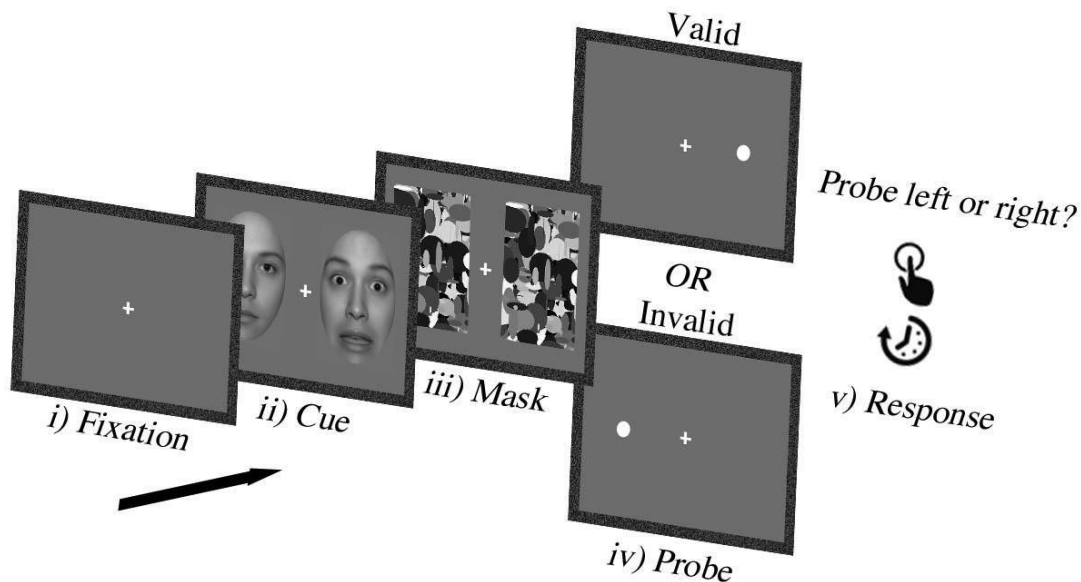 i) Fixation
ii) Cue
iii) Mask
Valid
OR
Invalid
iv) Probe
Probe left or right?
v) Response